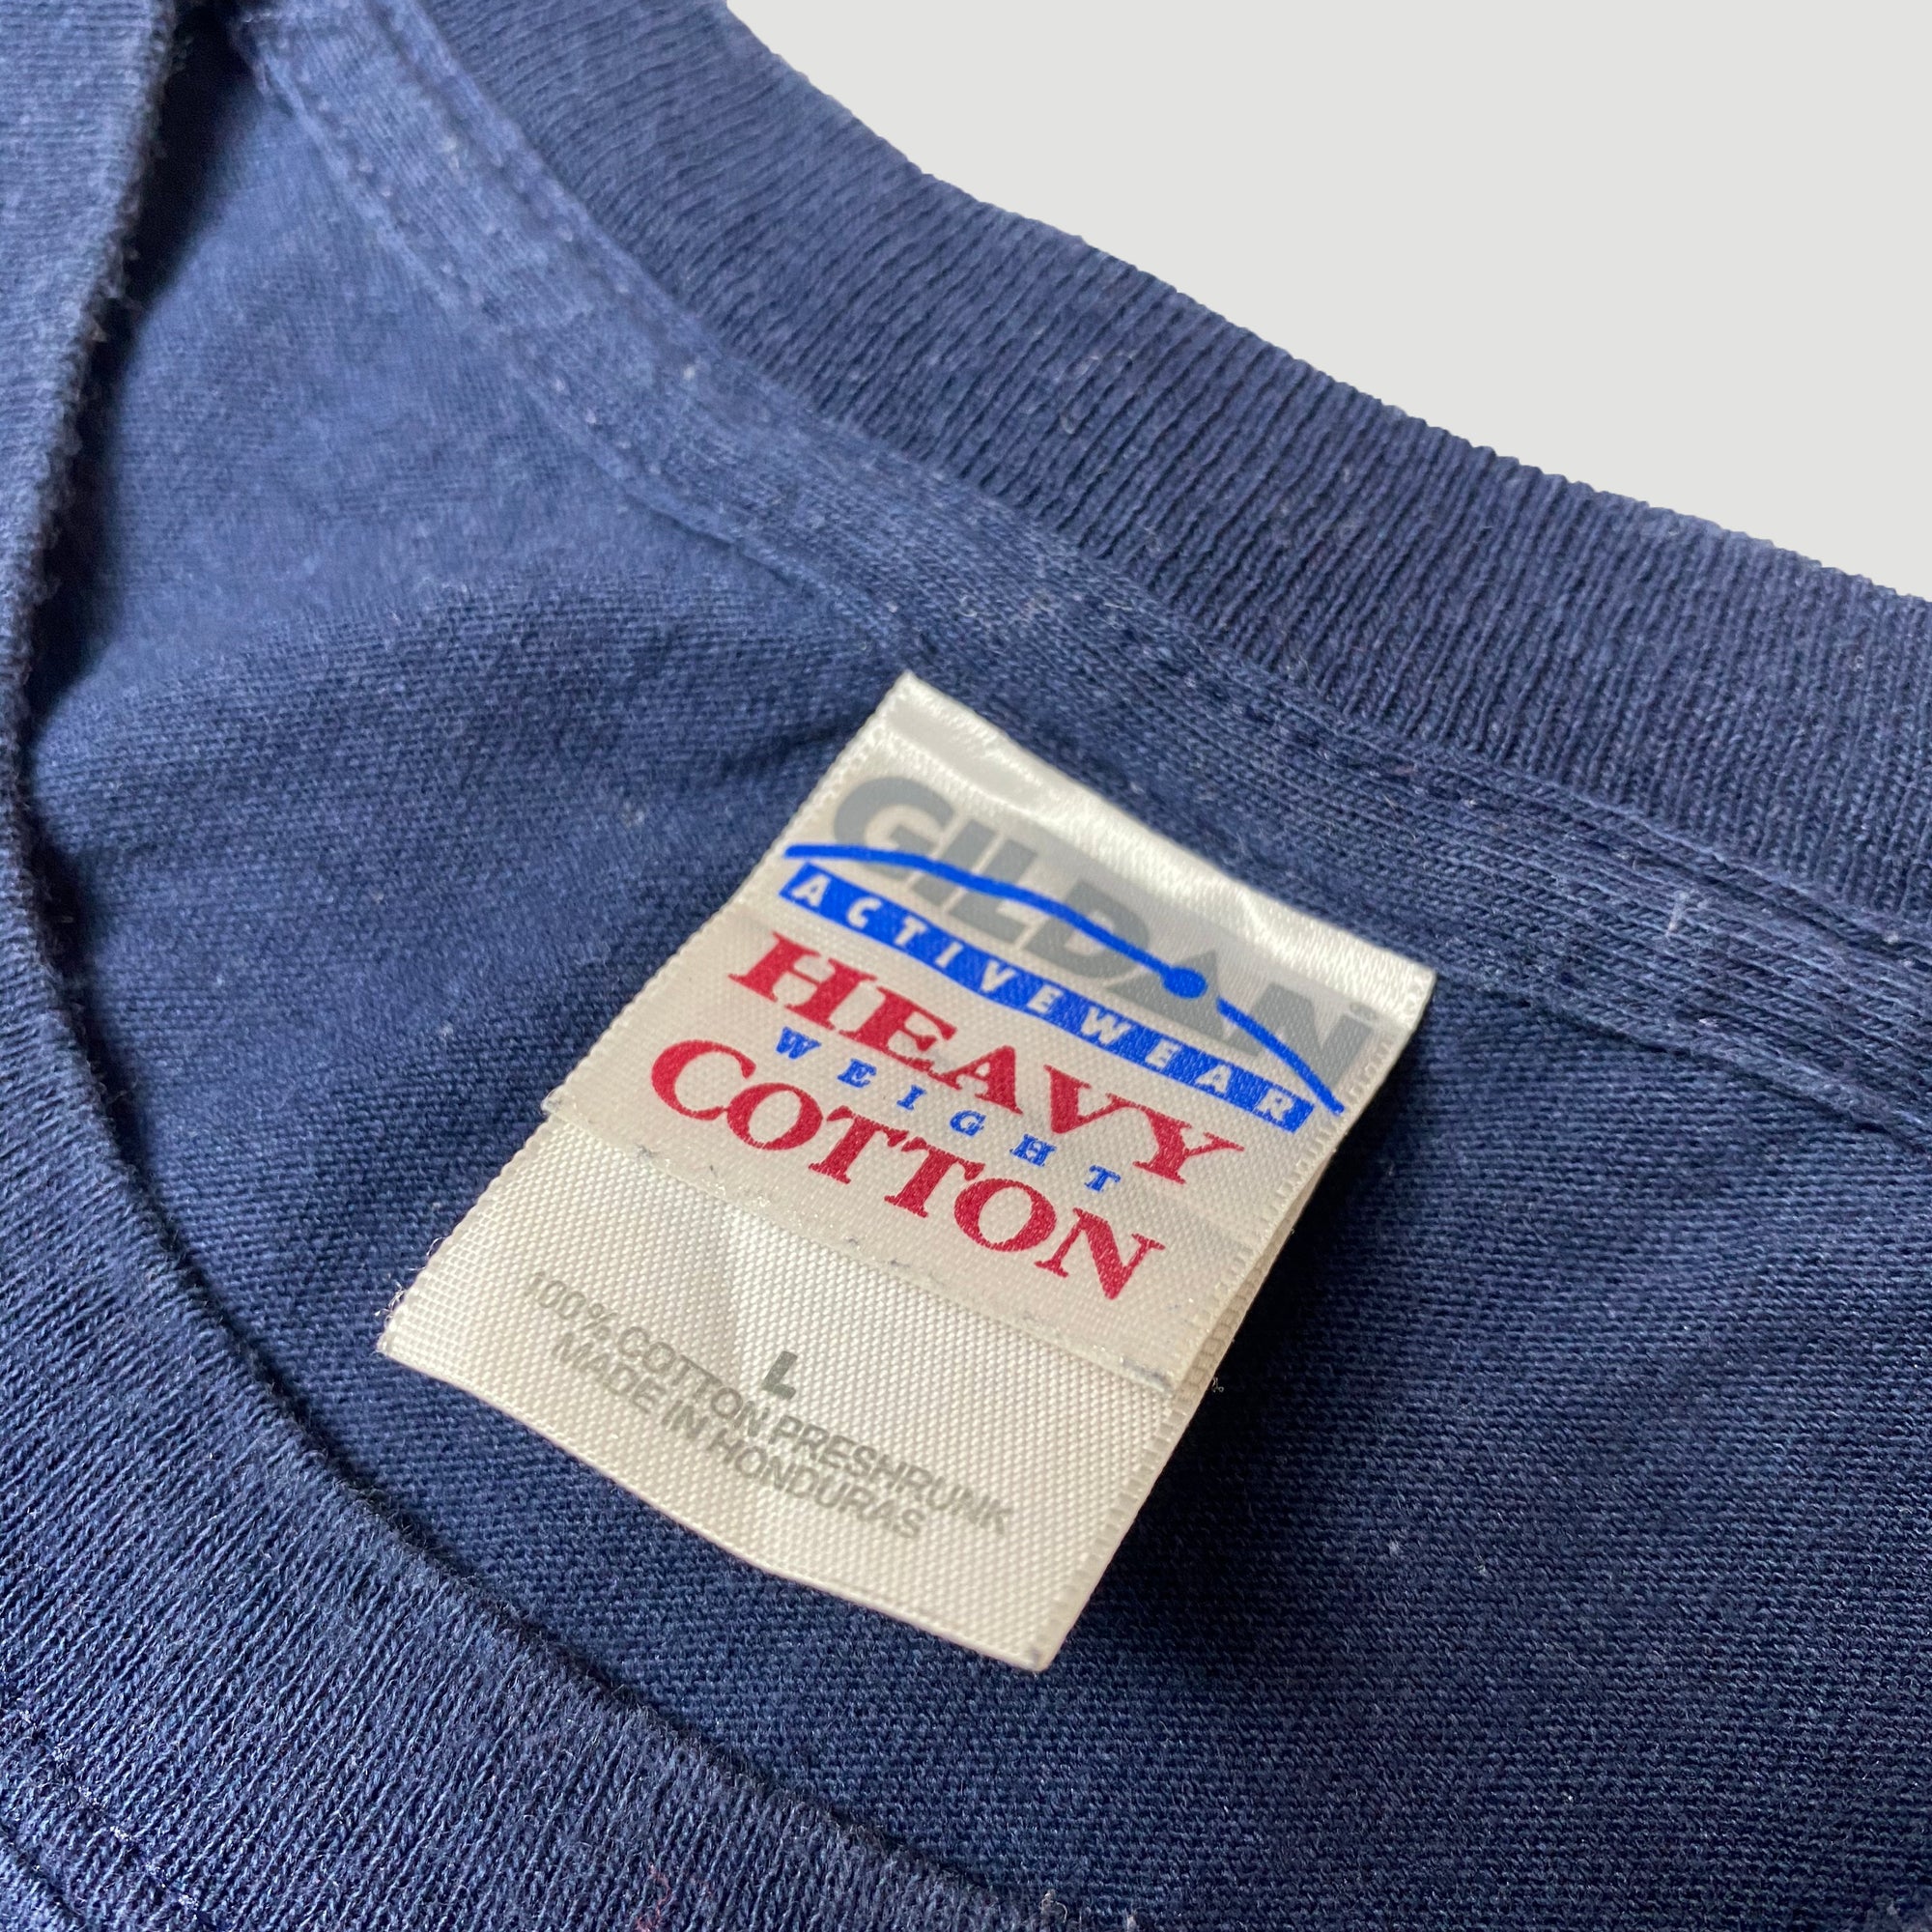 GILDAN
ACTIVEWEAR
HEAVY
WEIGHT
COTTON
L
100% COTTON PRESHRUNK
MADE IN HONDURAS